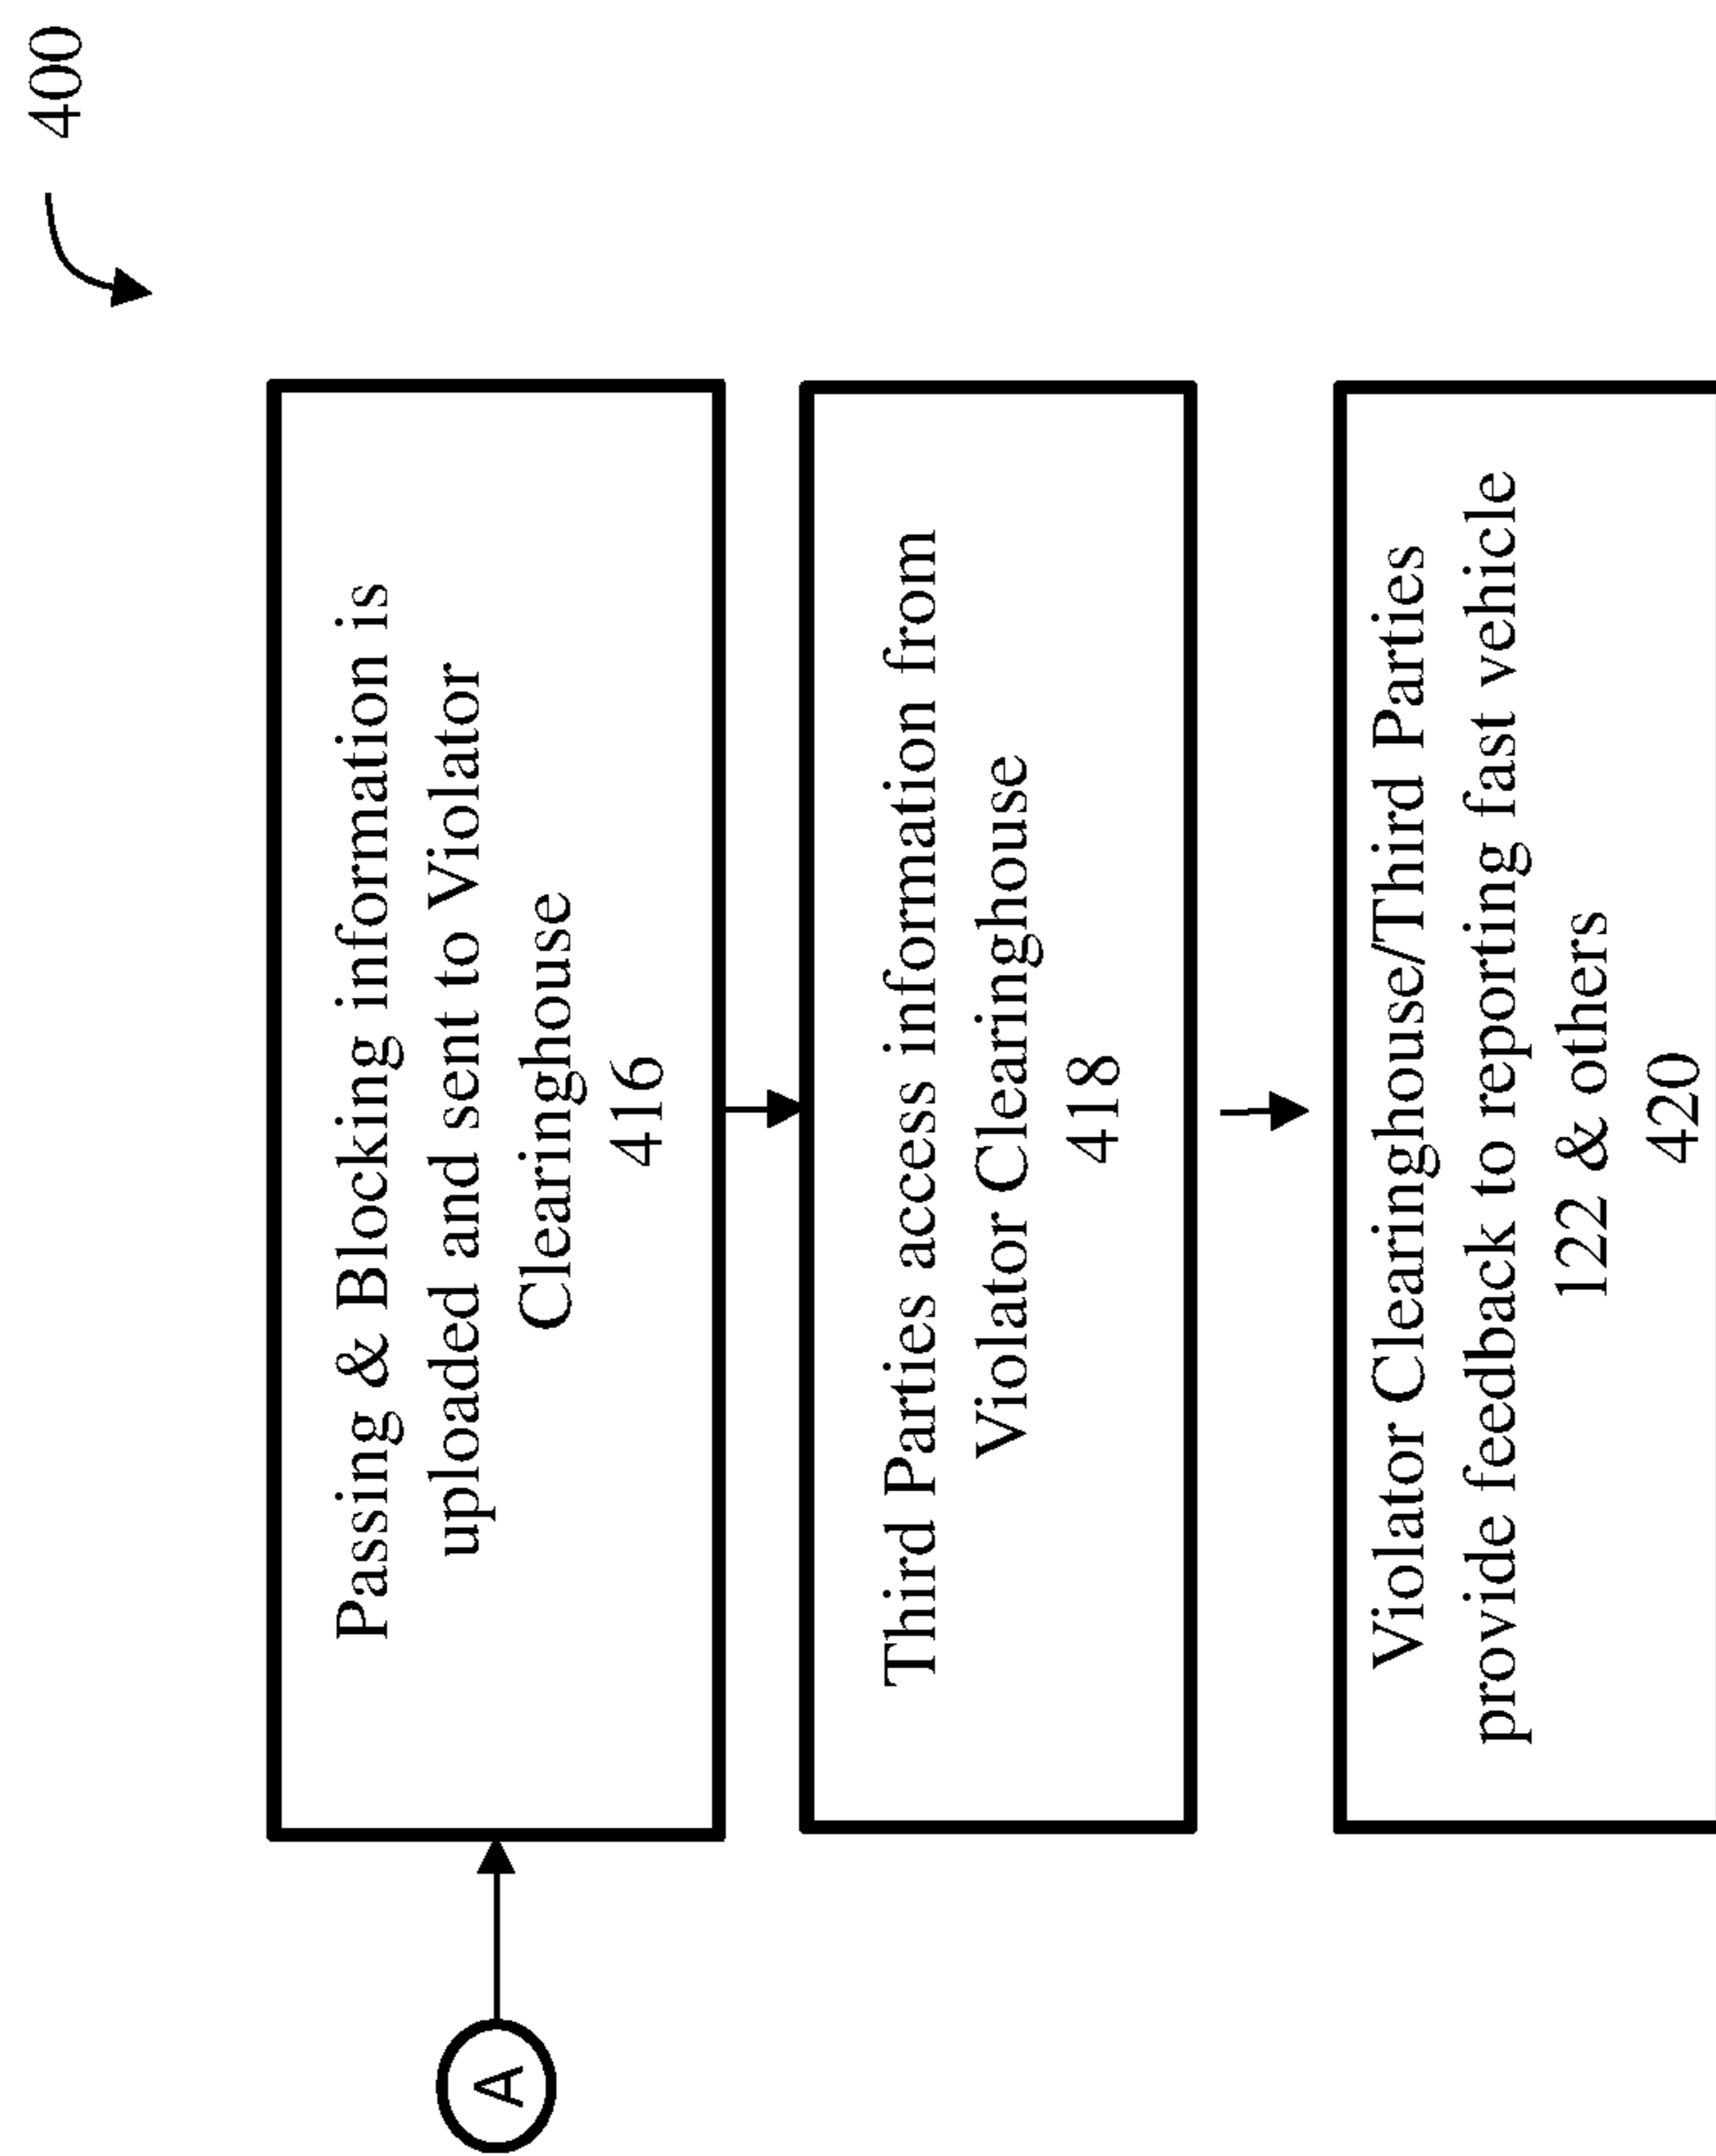 400
Passing & Blocking information is
uploaded and sent to Violator
Clearinghouse
416
A
Third Parties access information from
Violator Clearinghouse
418
Violator Clearinghouse/Third Parties
provide feedback to reporting fast vehicle
122 & others
420